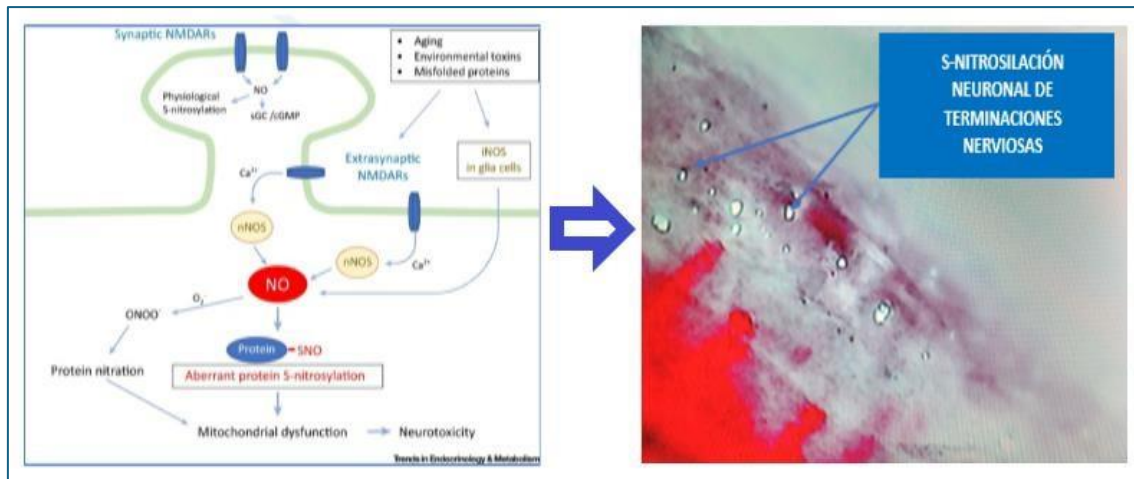 Synaptic NMDARs
• Aging
• Environmental toxins
• Misfolded proteins
NO
Physiological
S-nitrosylation
sGC /cGMP
Extrasynaptic
NMDARs
iNOS
in glia cells
Ca²⁺
nNOS
nNOS
Ca²⁺
NO
O₂
ONOO⁻
Protein
SNO
Protein nitration
Aberrant protein S-nitrosylation
Mitochondrial dysfunction
Neurotoxicity
Trends in Endocrinology & Metabolism
S-NITROSILACIÓN
NEURONAL DE
TERMINACIONES
NERVIOSAS